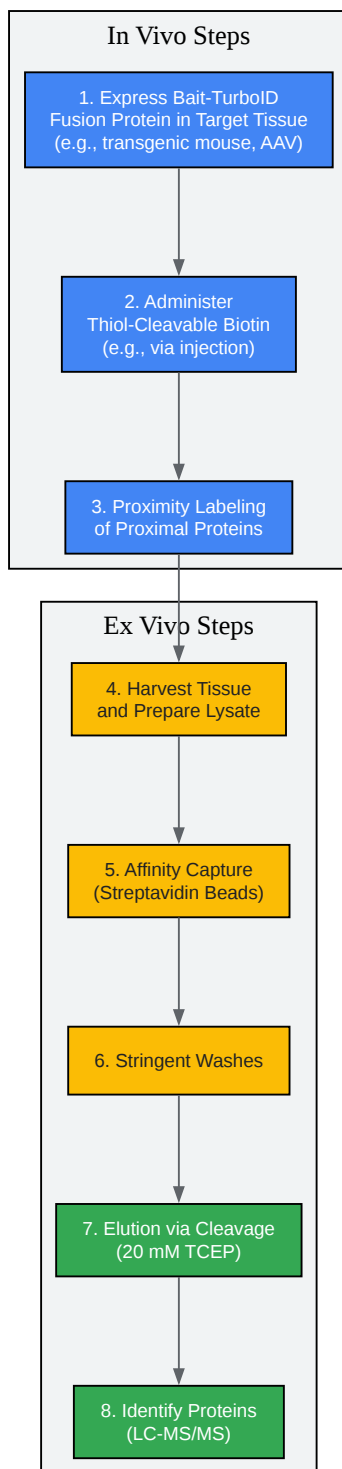 In Vivo Steps
1. Express Bait-TurboID
Fusion Protein in Target Tissue
(e.g., transgenic mouse, AAV)
2. Administer
Thiol-Cleavable Biotin
(e.g., via injection)
3. Proximity Labeling
of Proximal Proteins
Ex Vivo Steps
4. Harvest Tissue
and Prepare Lysate
5. Affinity Capture
(Streptavidin Beads)
6. Stringent Washes
7. Elution via Cleavage
(20 mM TCEP)
8. Identify Proteins
(LC-MS/MS)